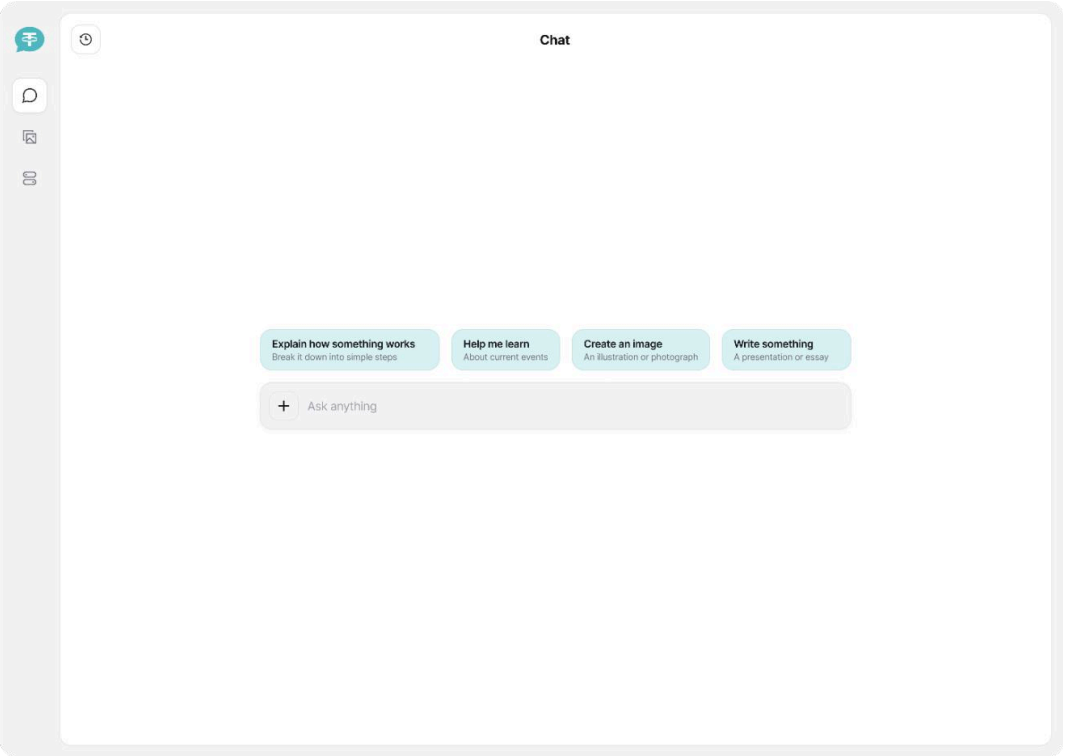 Chat
Explain how something works
Break it down into simple steps
Help me learn
About current events
Create an image
An illustration or photograph
Write something
A presentation or essay
Ask anything